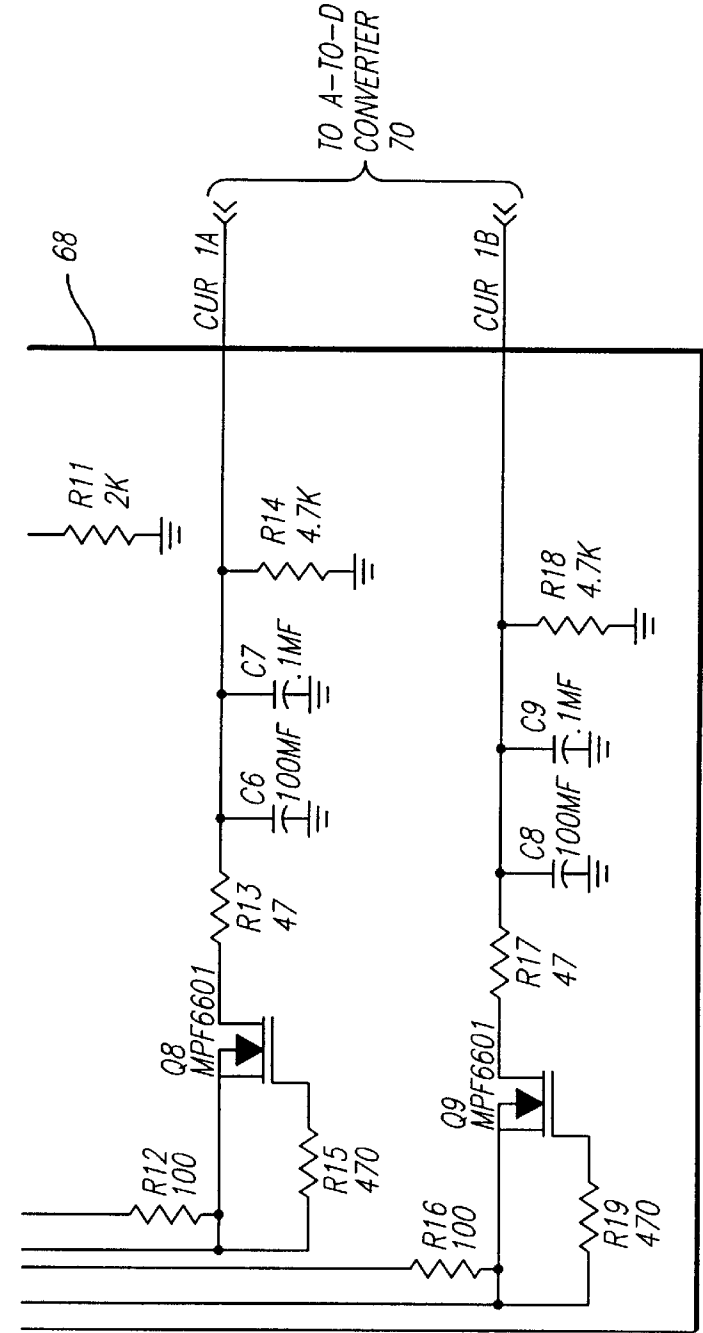 TO A-TO-D
CONVERTER
70
68
CUR 1A
CUR 1B
R11
2K
R14
4.7K
C7
.1MF
C6
100MF
R13
47
Q8
MPF6601
R12
100
R15
470
R18
4.7K
C9
.1MF
C8
100MF
R17
47
Q9
MPF6601
R16
100
R19
470